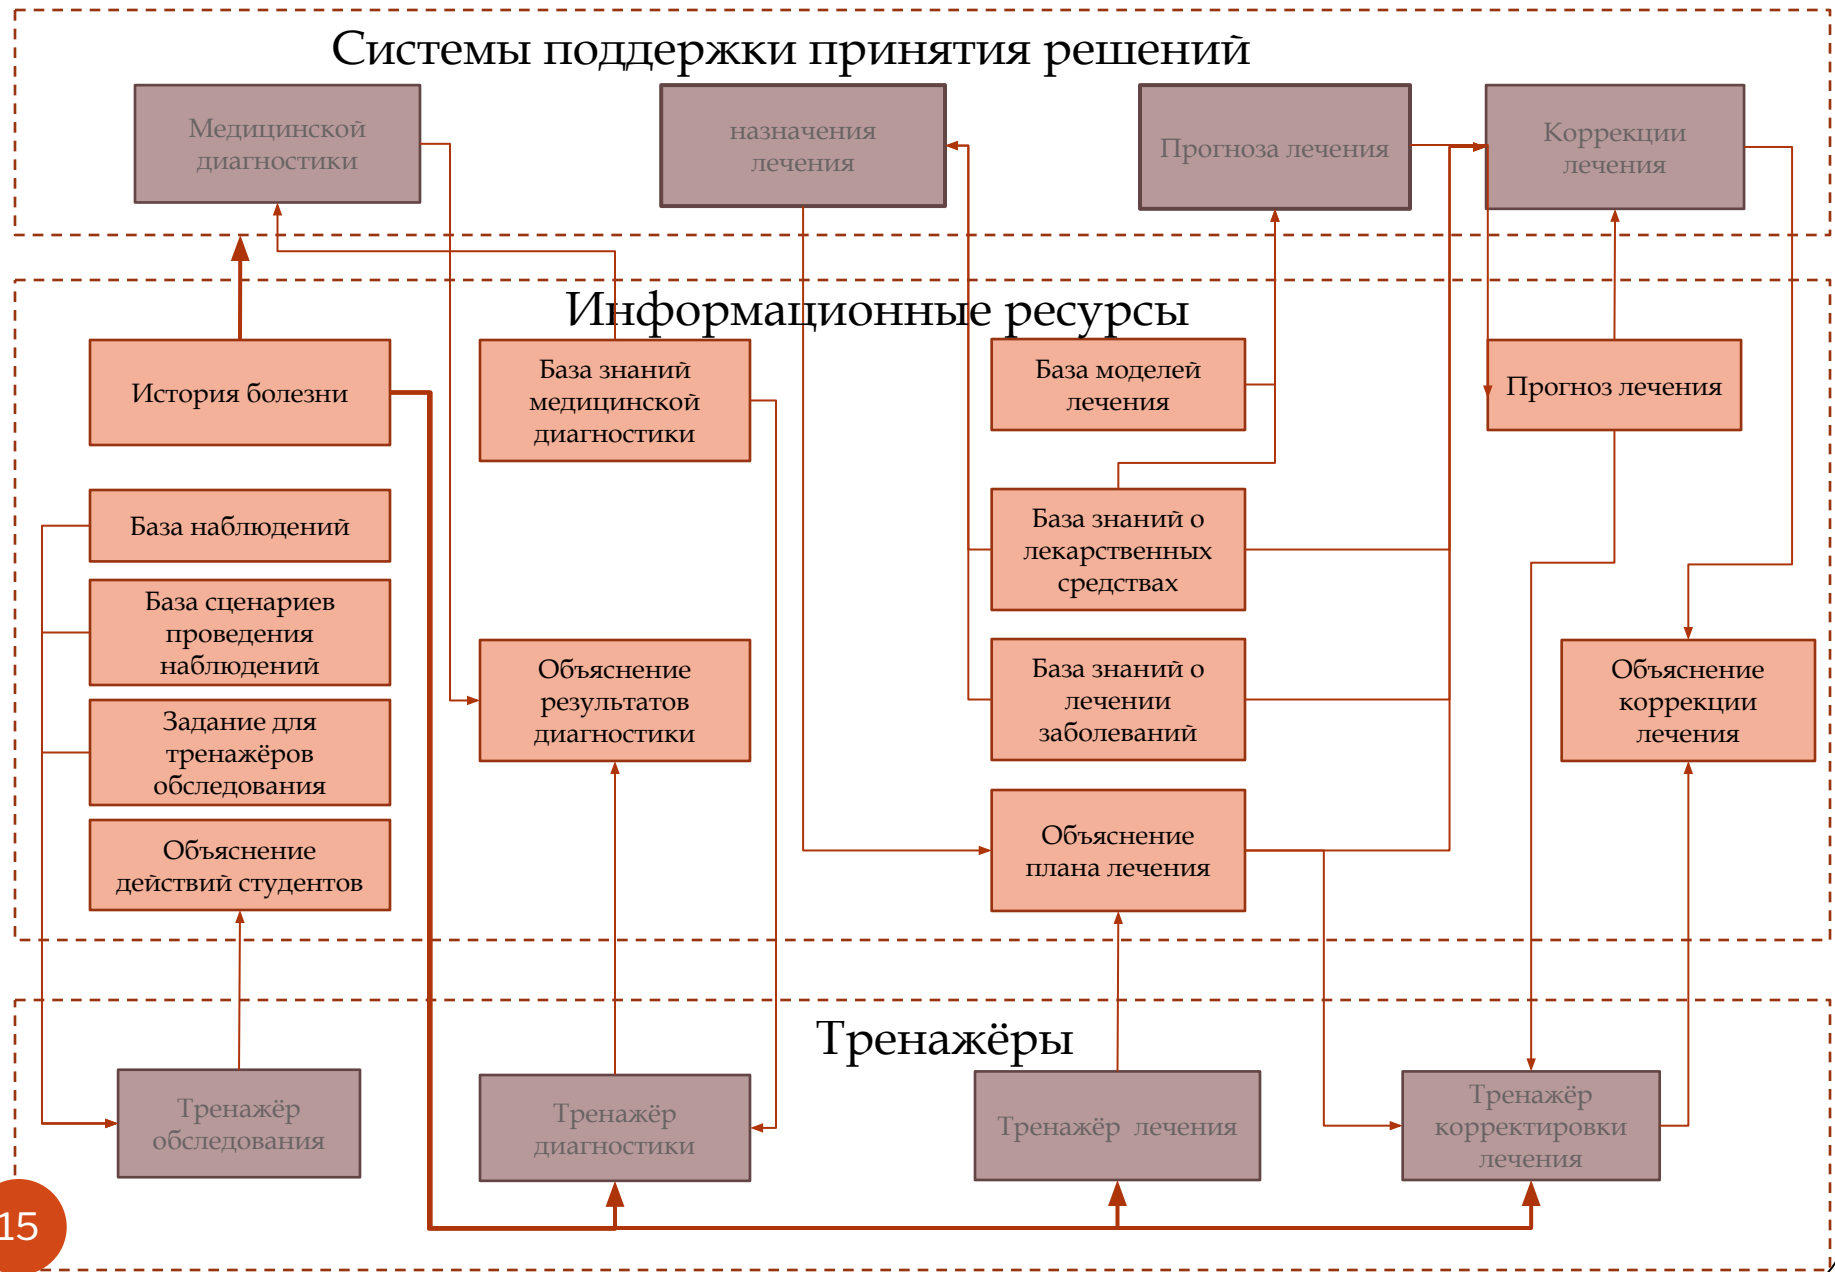 Системы поддержки принятия решений
Медицинской
диагностики
назначения
лечения
Прогноза лечения
Коррекции
лечения
Информационные ресурсы
История болезни
База знаний
медицинской
диагностики
База моделей
лечения
Прогноз лечения
База наблюдений
База знаний о
лекарственных
средствах
База сценариев
проведения
наблюдений
Объяснение
результатов
диагностики
База знаний о
лечении
заболеваний
Объяснение
коррекции
лечения
Задание для
тренажёров
обследования
Объяснение
действий студентов
Объяснение
плана лечения
Тренажёры
Тренажёр
обследования
Тренажёр
диагностики
Тренажёр лечения
Тренажёр
корректировки
лечения
15